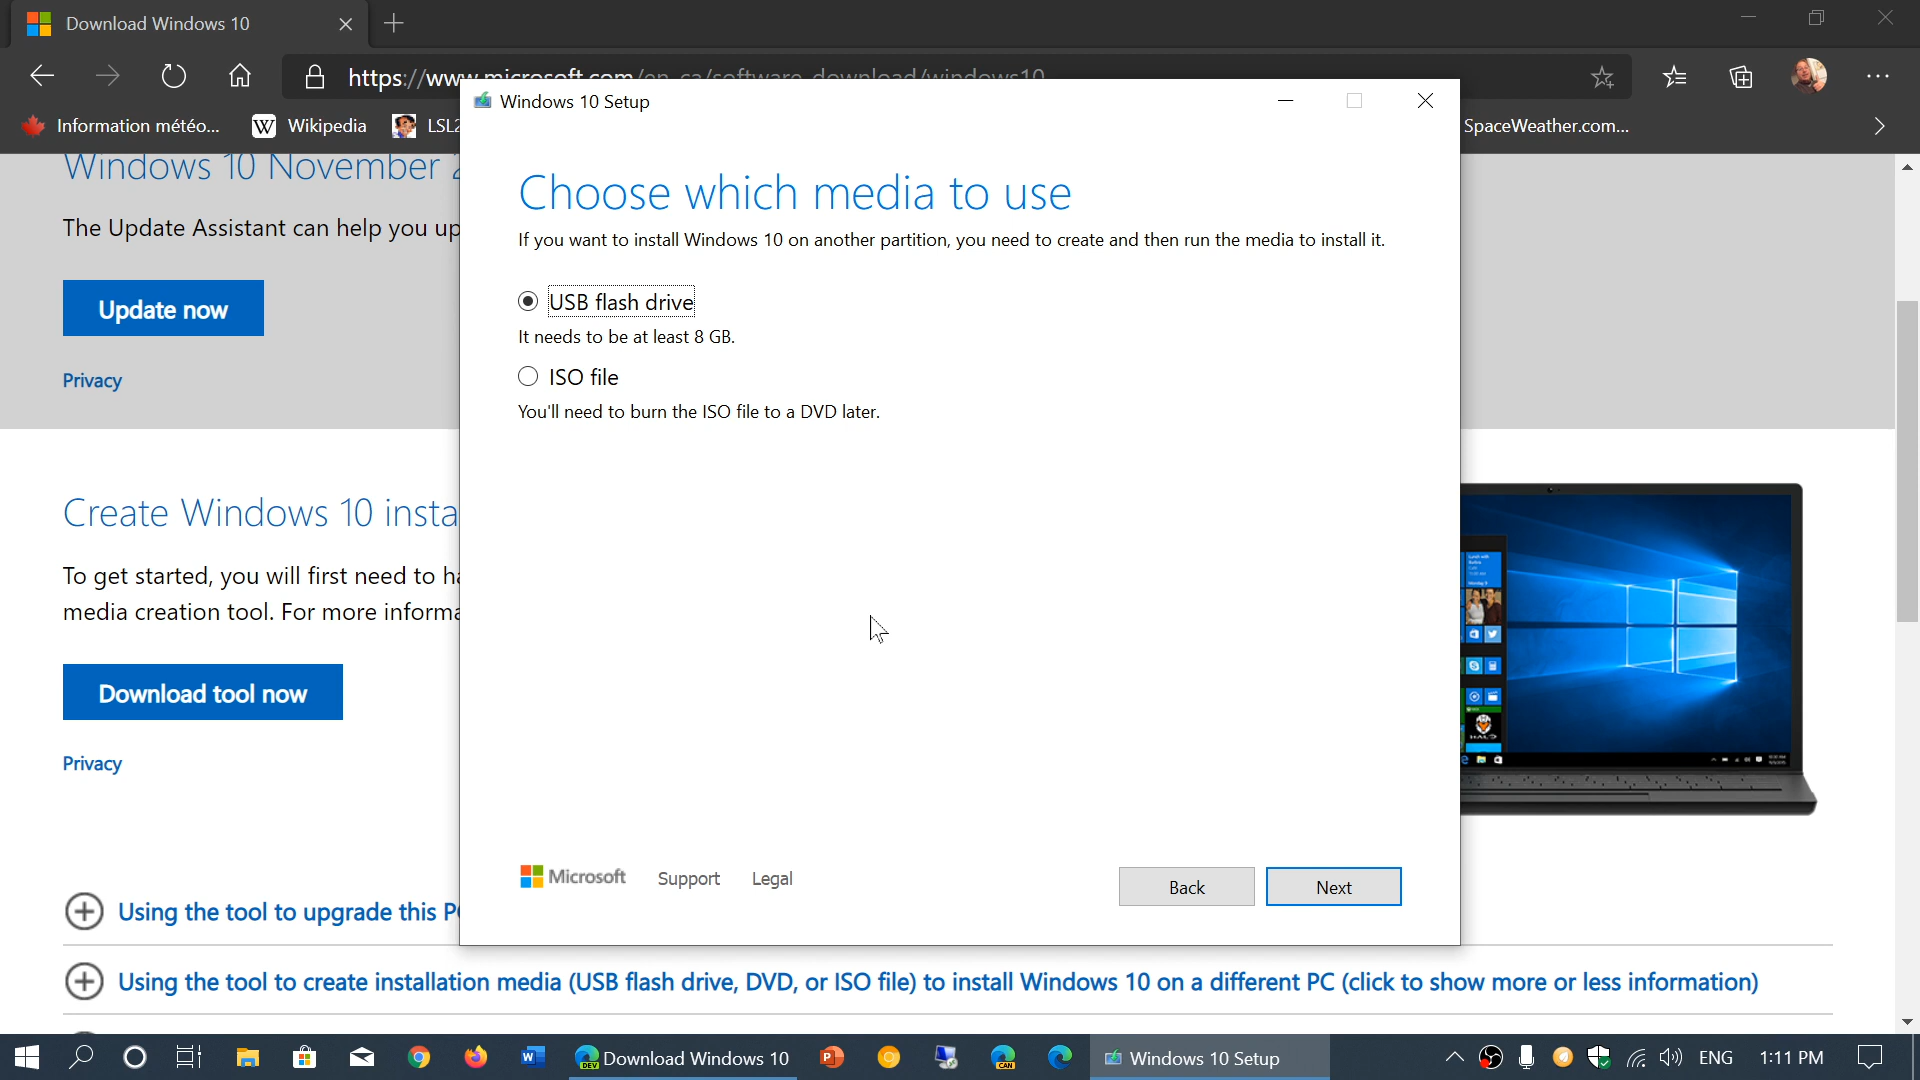 Download Windows 10
https://www.microsoft.com/en-ca/software-download/windows10
Information météo...
Wikipedia
LSL2
SpaceWeather.com...
Windows 10 November 2
The Update Assistant can help you up
Update now
Privacy
Create Windows 10 insta
To get started, you will first need to ha
media creation tool. For more informa
Download tool now
Privacy
Using the tool to upgrade this P
Using the tool to create installation media (USB flash drive, DVD, or ISO file) to install Windows 10 on a different PC (click to show more or less information)
Windows 10 Setup
Choose which media to use
If you want to install Windows 10 on another partition, you need to create and then run the media to install it.
USB flash drive
It needs to be at least 8 GB.
ISO file
You'll need to burn the ISO file to a DVD later.
Microsoft
Support
Legal
Back
Next
HALO
DEV
Download Windows 10
CAN
Windows 10 Setup
ENG
1:11 PM